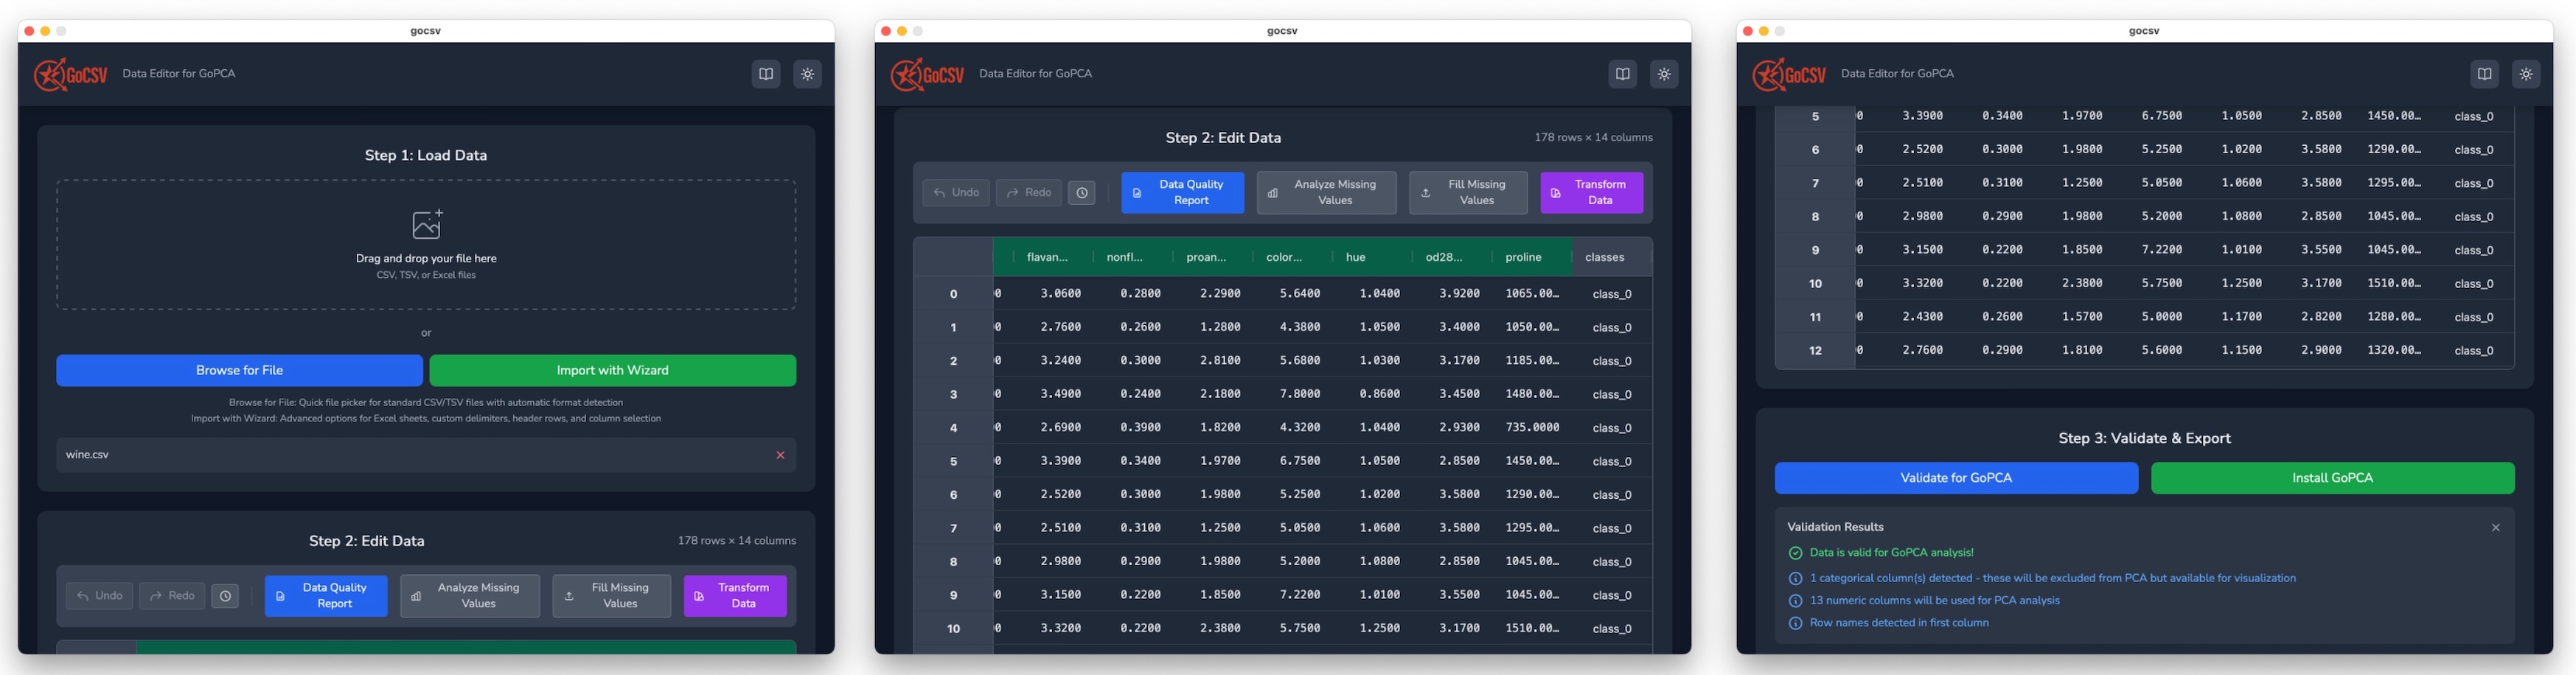 gocsv
GoCSV Data Editor for GoPCA
Step 1: Load Data
Drag and drop your file here
CSV, TSV, or Excel files
or
Browse for File Import with Wizard
Browse for File: Quick file picker for standard CSV/TSV files with automatic format detection
Import with Wizard: Advanced options for Excel sheets, custom delimiters, header rows, and column selection
wine.csv
Step 2: Edit Data 178 rows × 14 columns
Undo Redo Data Quality Report Analyze Missing Values Fill Missing Values Transform Data
gocsv
GoCSV Data Editor for GoPCA
Step 2: Edit Data 178 rows × 14 columns
Undo Redo Data Quality Report Analyze Missing Values Fill Missing Values Transform Data
flavan... nonfl... proan... color... hue od28... proline classes
0 0 3.0600 0.2800 2.2900 5.6400 1.0400 3.9200 1065.00… class_0
1 0 2.7600 0.2600 1.2800 4.3800 1.0500 3.4000 1050.00… class_0
2 0 3.2400 0.3000 2.8100 5.6800 1.0300 3.1700 1185.00… class_0
3 0 3.4900 0.2400 2.1800 7.8000 0.8600 3.4500 1480.00… class_0
4 0 2.6900 0.3900 1.8200 4.3200 1.0400 2.9300 735.0000 class_0
5 0 3.3900 0.3400 1.9700 6.7500 1.0500 2.8500 1450.00… class_0
6 0 2.5200 0.3000 1.9800 5.2500 1.0200 3.5800 1290.00… class_0
7 0 2.5100 0.3100 1.2500 5.0500 1.0600 3.5800 1295.00… class_0
8 0 2.9800 0.2900 1.9800 5.2000 1.0800 2.8500 1045.00… class_0
9 0 3.1500 0.2200 1.8500 7.2200 1.0100 3.5500 1045.00… class_0
10 0 3.3200 0.2200 2.3800 5.7500 1.2500 3.1700 1510.00… class_0
gocsv
GoCSV Data Editor for GoPCA
5 0 3.3900 0.3400 1.9700 6.7500 1.0500 2.8500 1450.00… class_0
6 0 2.5200 0.3000 1.9800 5.2500 1.0200 3.5800 1290.00… class_0
7 0 2.5100 0.3100 1.2500 5.0500 1.0600 3.5800 1295.00… class_0
8 0 2.9800 0.2900 1.9800 5.2000 1.0800 2.8500 1045.00… class_0
9 0 3.1500 0.2200 1.8500 7.2200 1.0100 3.5500 1045.00… class_0
10 0 3.3200 0.2200 2.3800 5.7500 1.2500 3.1700 1510.00… class_0
11 0 2.4300 0.2600 1.5700 5.0000 1.1700 2.8200 1280.00… class_0
12 0 2.7600 0.2900 1.8100 5.6000 1.1500 2.9000 1320.00… class_0
Step 3: Validate & Export
Validate for GoPCA Install GoPCA
Validation Results
Data is valid for GoPCA analysis!
1 categorical column(s) detected - these will be excluded from PCA but available for visualization
13 numeric columns will be used for PCA analysis
Row names detected in first column